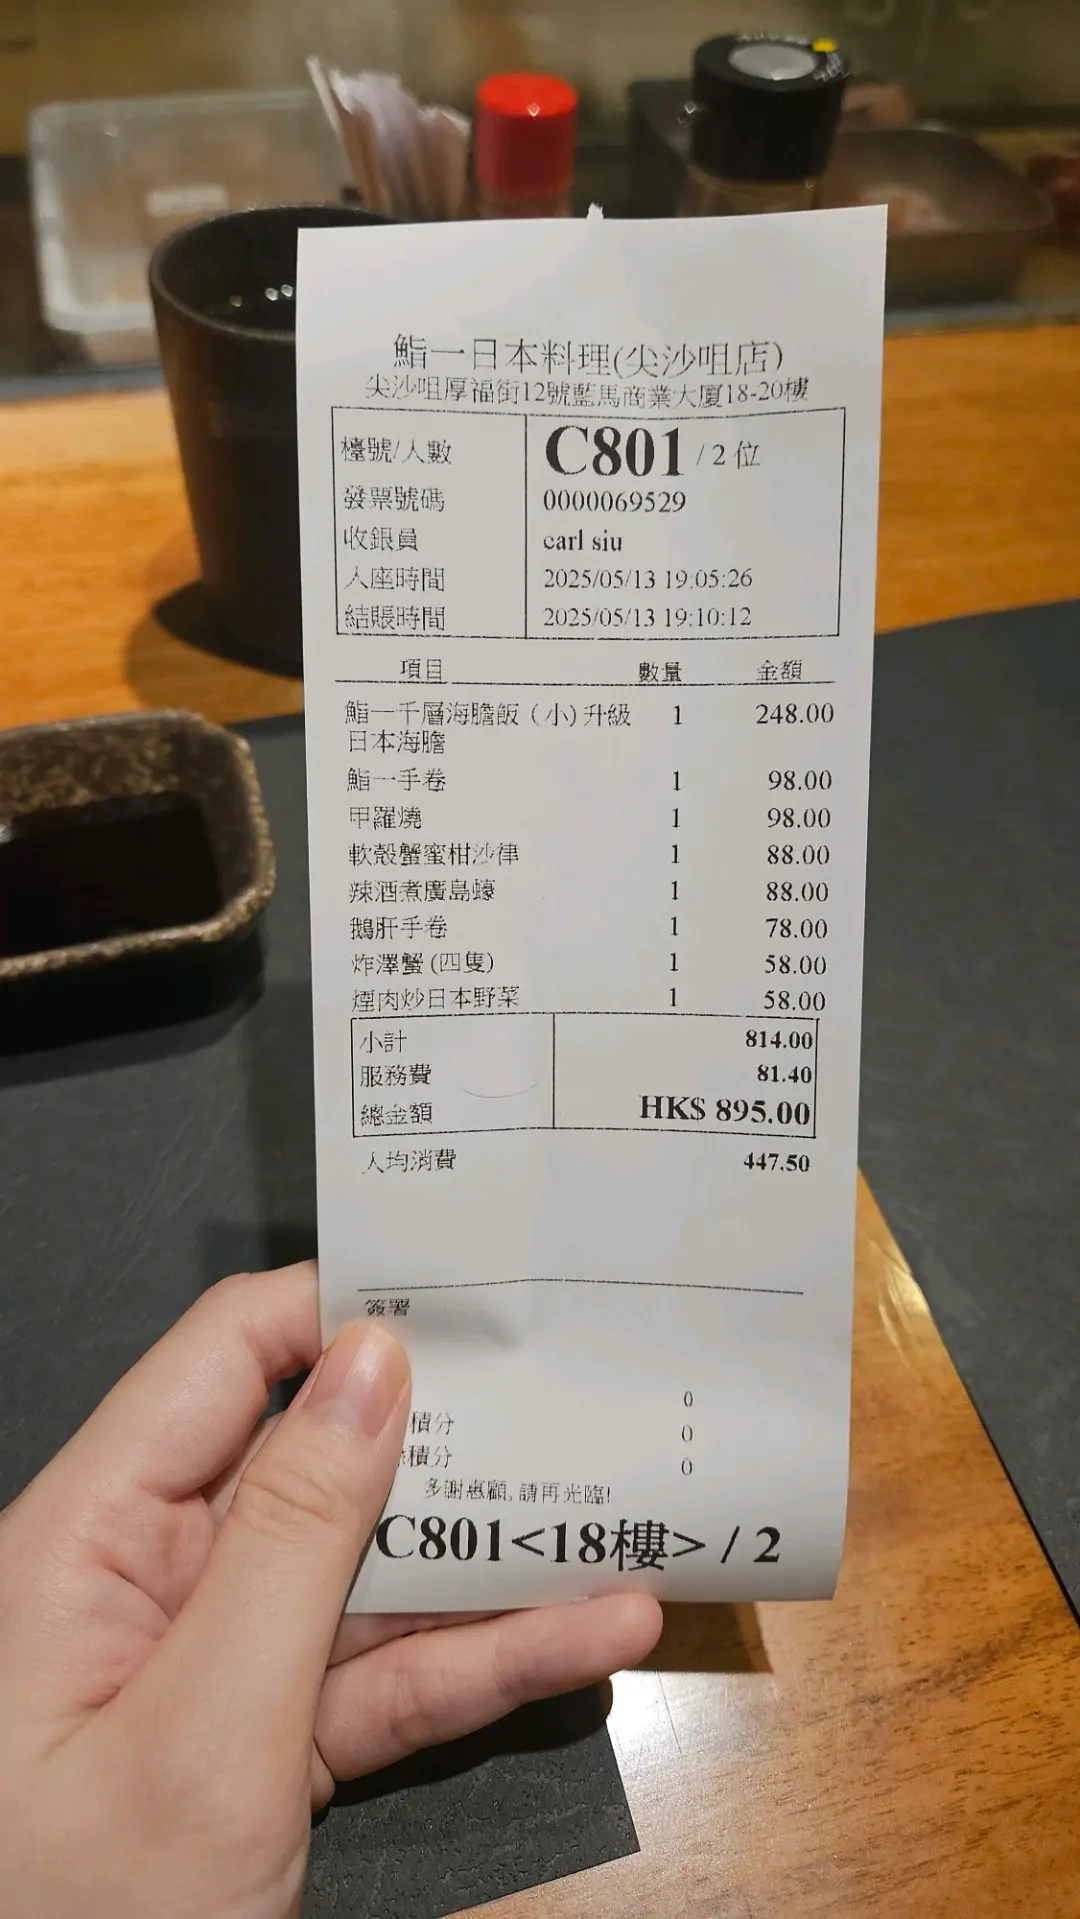 鮨一日本料理(尖沙咀店)
尖沙咀厚福街12號藍馬商業大廈18-20樓
檯號/人數 C801 / 2 位
發票號碼 0000069529
收銀員 carl siu
入座時間 2025/05/13 19:05:26
結賬時間 2025/05/13 19:10:12
項目 數量 金額
鮨一千層海膽飯（小)升級 1 248.00
日本海膽
鮨一手卷 1 98.00
甲羅燒 1 98.00
軟殼蟹蜜柑沙律 1 88.00
辣酒煮廣島蠔 1 88.00
鵝肝手卷 1 78.00
炸澤蟹(四隻) 1 58.00
煙肉炒日本野菜 1 58.00
小計 814.00
服務費 81.40
總金額 HK$ 895.00
人均消費 447.50
簽署
0
積分 0
積分 0
多謝惠顧,請再光臨!
C801<18樓> / 2